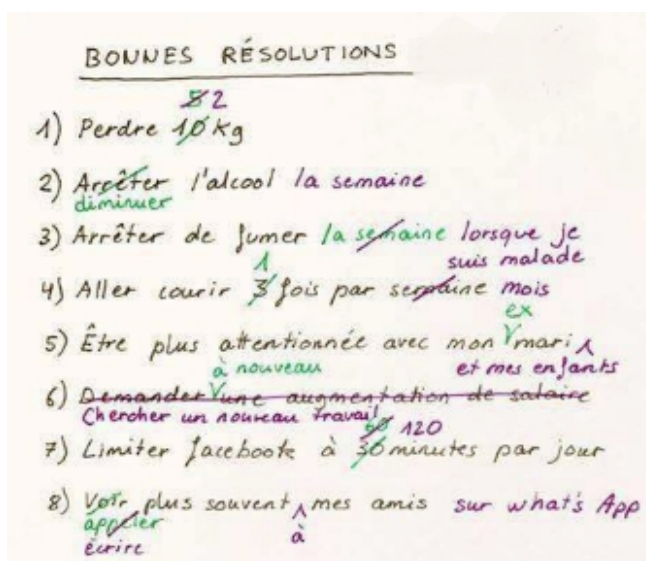 BONNES RÉSOLUTIONS
5 2
1) Perdre 10 kg
2) Arrêter l'alcool la semaine
diminuer
3) Arrêter de fumer la semaine lorsque je
1 suis malade
4) Aller courir 3 fois par semaine mois
ex
5) Être plus attentionnée avec mon mari
à nouveau et mes enfants
6) Demander une augmentation de salaire
Chercher un nouveau travail
60 120
7) Limiter facebook à 30 minutes par jour
8) Voir plus souvent mes amis sur what's App
appeler à
écrire